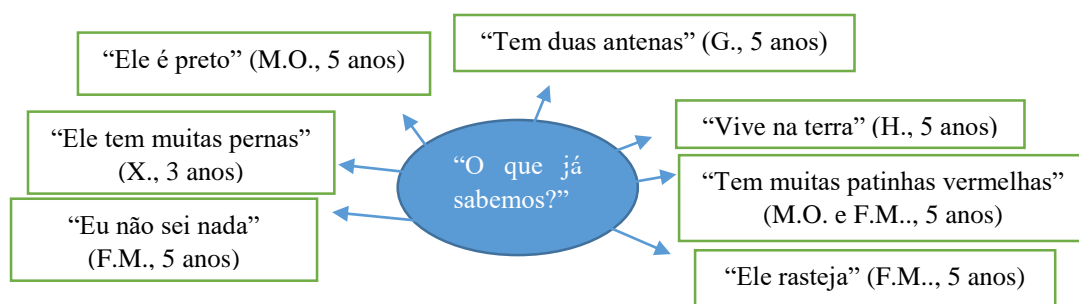 “Ele é preto” (M.O., 5 anos)
“Tem duas antenas” (G., 5 anos)
“Ele tem muitas pernas”
(X., 3 anos)
“O que já
sabemos?”
“Vive na terra” (H., 5 anos)
“Tem muitas patinhas vermelhas”
(M.O. e F.M.., 5 anos)
“Eu não sei nada”
(F.M., 5 anos)
“Ele rasteja” (F.M.., 5 anos)